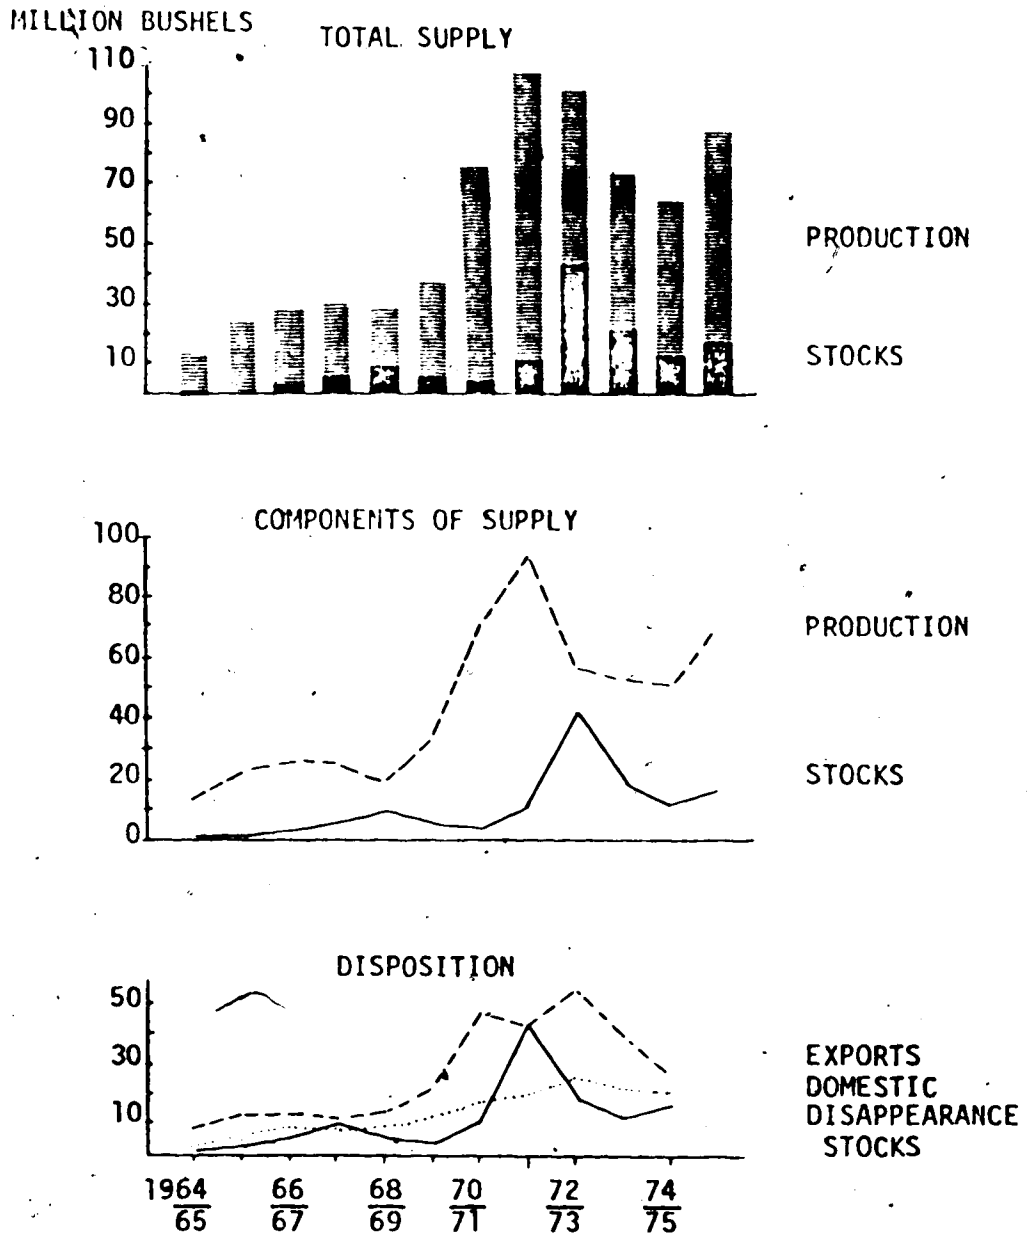 MILLION BUSHELS
TOTAL SUPPLY
110
90
70
50
30
10
PRODUCTION
STOCKS
COMPONENTS OF SUPPLY
100
80
60
40
20
0
PRODUCTION
STOCKS
DISPOSITION
50
30
10
EXPORTS
DOMESTIC
DISAPPEARANCE
STOCKS
1964 66 68 70 72 74
65 67 69 71 73 75